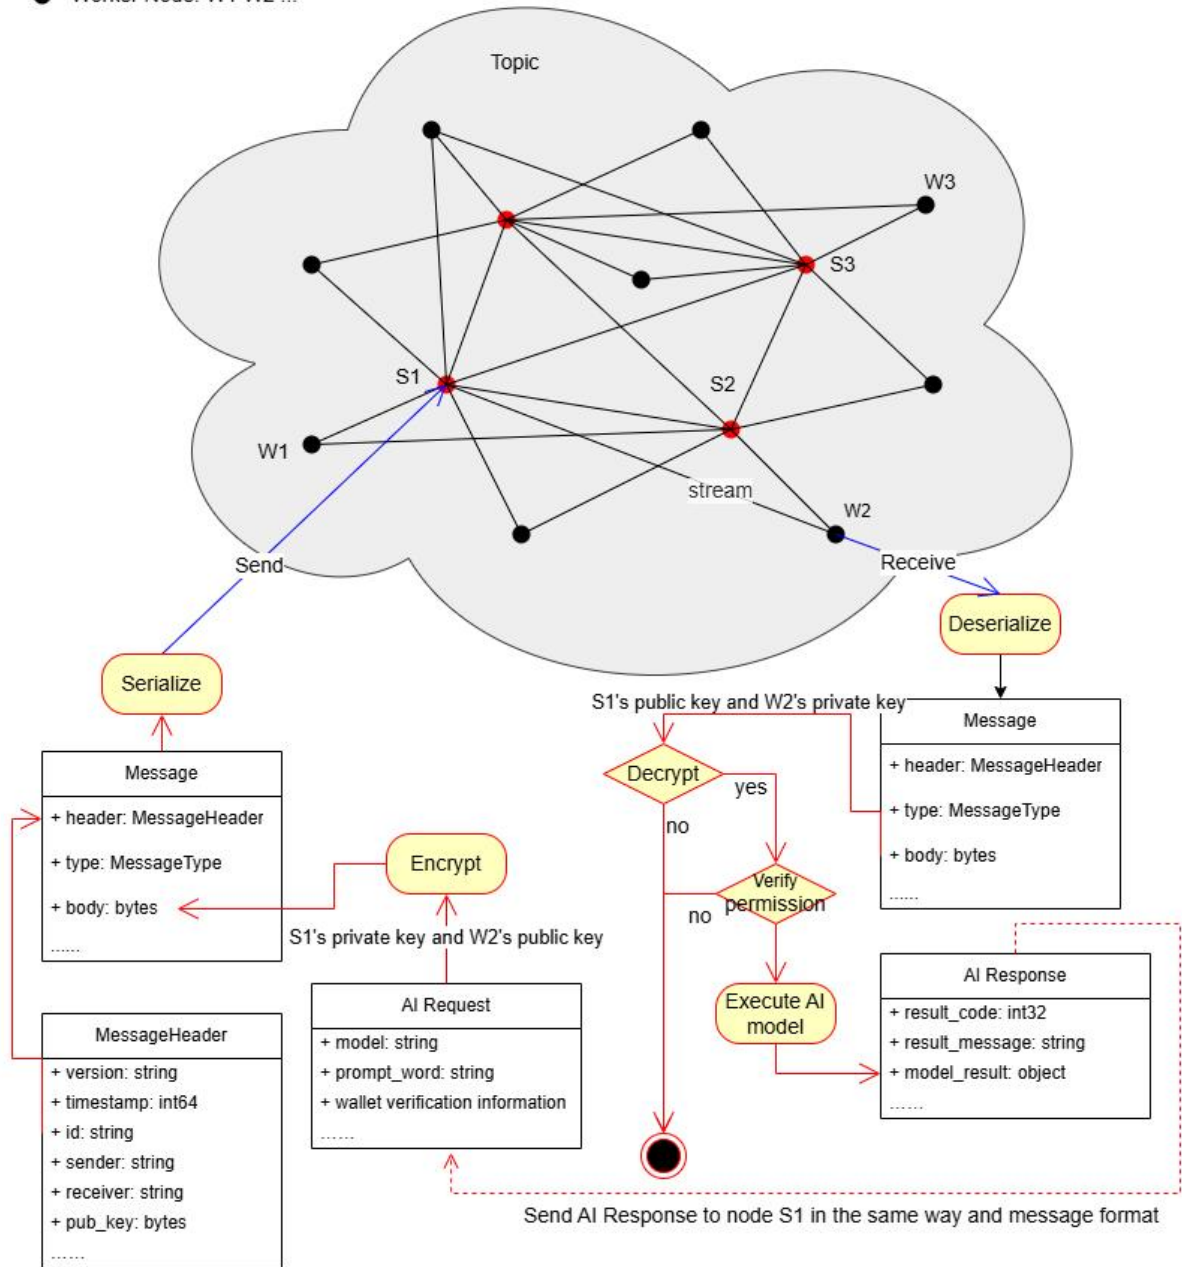 Worker Node: W1 W2 ...
Topic
W3
S3
S1
S2
W1
stream
W2
Send
Receive
Deserialize
Serialize
S1's public key and W2's private key
Message
+ header: MessageHeader
+ type: MessageType
+ body: bytes
......
Decrypt
yes
no
Verify
permission
no
Execute AI
model
Message
+ header: MessageHeader
+ type: MessageType
+ body: bytes
......
Encrypt
S1's private key and W2's public key
AI Request
+ model: string
+ prompt_word: string
+ wallet verification information
......
AI Response
+ result_code: int32
+ result_message: string
+ model_result: object
......
MessageHeader
+ version: string
+ timestamp: int64
+ id: string
+ sender: string
+ receiver: string
+ pub_key: bytes
......
Send AI Response to node S1 in the same way and message format